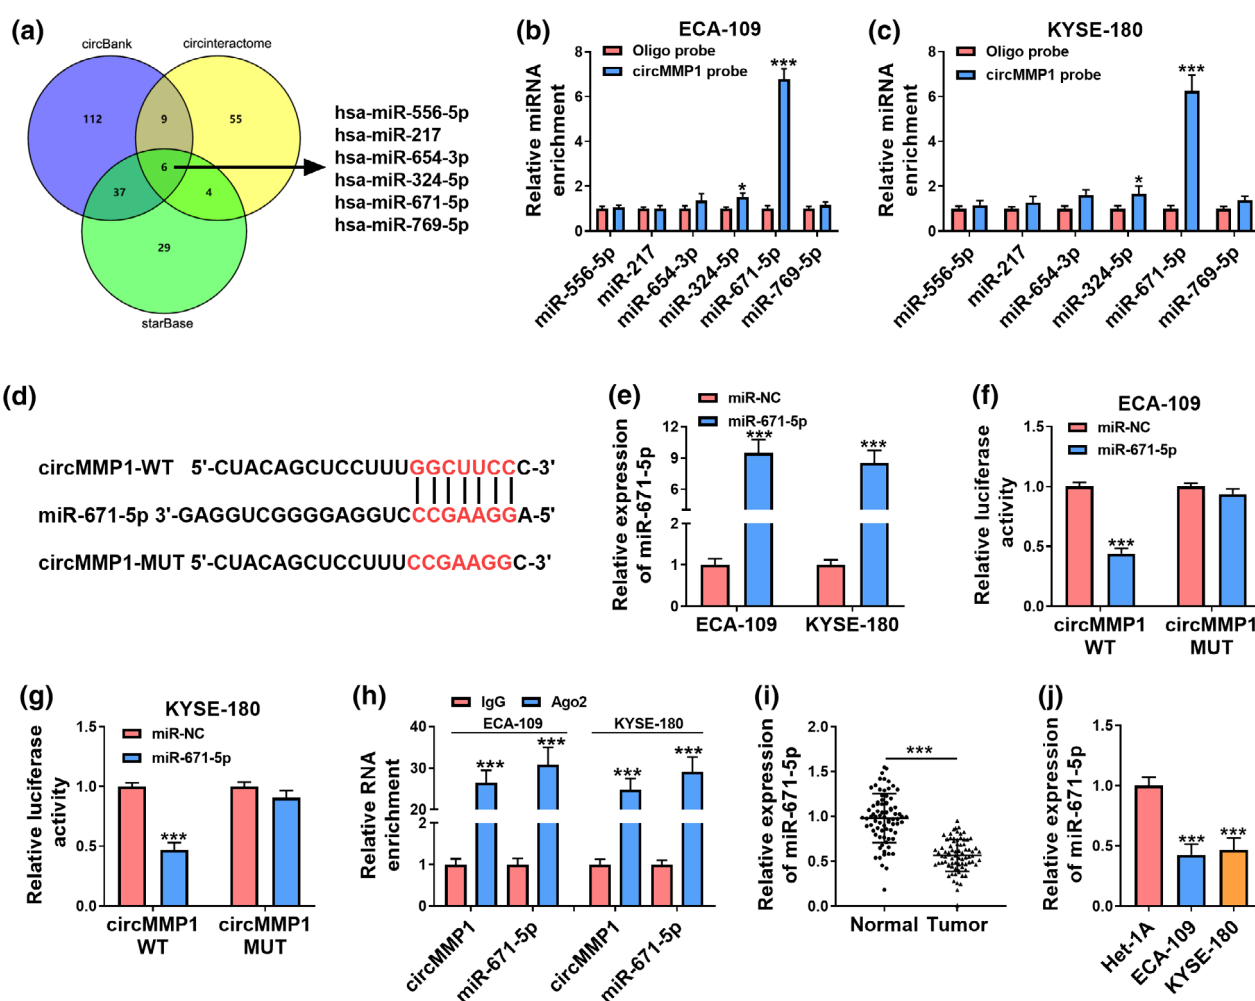 (a)
circBank
circinteractome
112
9
55
6
37
4
29
starBase
hsa-miR-556-5p
hsa-miR-217
hsa-miR-654-3p
hsa-miR-324-5p
hsa-miR-671-5p
hsa-miR-769-5p
(b)
ECA-109
Oligo probe
circMMP1 probe
Relative miRNA
enrichment
8
6
4
2
0
*
***
miR-556-5p
miR-217
miR-654-3p
miR-324-5p
miR-671-5p
miR-769-5p
(c)
KYSE-180
Oligo probe
circMMP1 probe
Relative miRNA
enrichment
8
6
4
2
0
*
***
miR-556-5p
miR-217
miR-654-3p
miR-324-5p
miR-671-5p
miR-769-5p
(d)
circMMP1-WT 5'-CUACAGCUCCUUUGGCUUCCC-3'
miR-671-5p 3'-GAGGUCGGGGAGGUCCCGAAGGA-5'
circMMP1-MUT 5'-CUACAGCUCCUUUCCGAAGGC-3'
(e)
miR-NC
miR-671-5p
Relative expression
of miR-671-5p
12
9
6
2
1
0
***
***
ECA-109
KYSE-180
(f)
ECA-109
miR-NC
miR-671-5p
Relative luciferase
activity
1.5
1.0
0.5
0.0
***
circMMP1
WT
circMMP1
MUT
(g)
KYSE-180
miR-NC
miR-671-5p
Relative luciferase
activity
1.5
1.0
0.5
0.0
***
circMMP1
WT
circMMP1
MUT
(h)
IgG
Ago2
ECA-109
KYSE-180
Relative RNA
enrichment
40
30
20
10
2
1
0
***
***
***
***
circMMP1
miR-671-5p
circMMP1
miR-671-5p
(i)
Relative expression
of miR-671-5p
2.0
1.5
1.0
0.5
0.0
***
Normal
Tumor
(j)
Relative expression
of miR-671-5p
1.5
1.0
0.5
0.0
***
***
Het-1A
ECA-109
KYSE-180